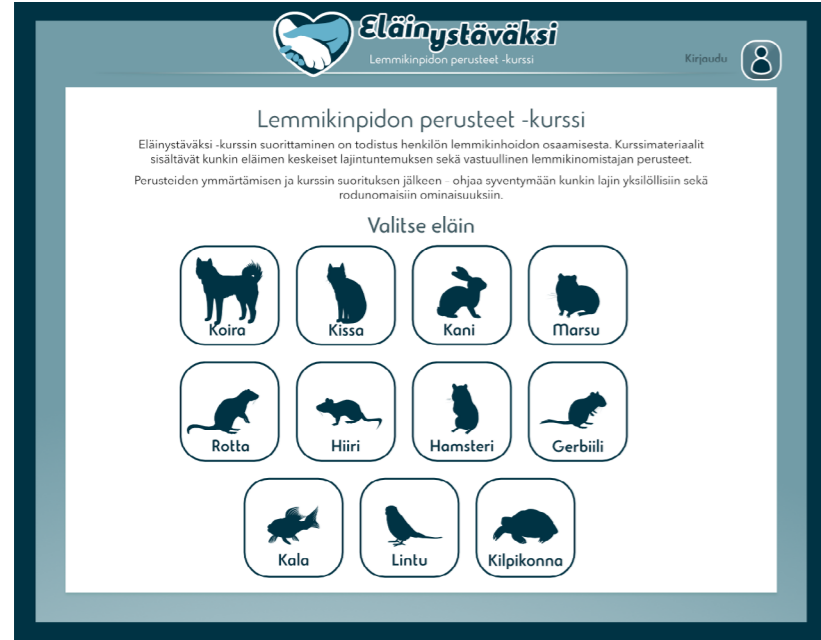 Eläinystäväksi
Lemmikinpidon perusteet -kurssi
Kirjaudu
Lemmikinpidon perusteet -kurssi
Eläinystäväksi -kurssin suorittaminen on todistus henkilön lemmikinhoidon osaamisesta. Kurssimateriaalit
sisältävät kunkin eläimen keskeiset lajintuntemuksen sekä vastuullinen lemmikinomistajan perusteet.
Perusteiden ymmärtämisen ja kurssin suorituksen jälkeen - ohjaa syventymään kunkin lajin yksilöllisiin sekä
rodunomaisiin ominaisuuksiin.
Valitse eläin
Koira Kissa Kani Marsu
Rotta Hiiri Hamsteri Gerbiili
Kala Lintu Kilpikonna